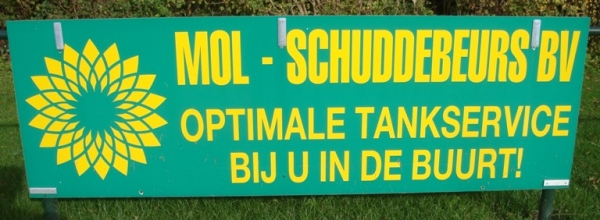 MOL - SCHUDDEBEURS BV
OPTIMALE TANKSERVICE
BIJ U IN DE BUURT!